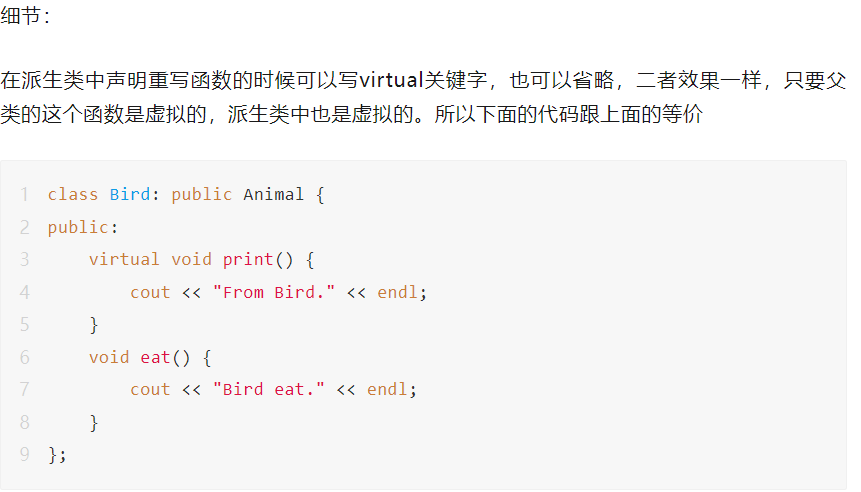 细节：
在派生类中声明重写函数的时候可以写virtual关键字，也可以省略，二者效果一样，只要父
类的这个函数是虚拟的，派生类中也是虚拟的。所以下面的代码跟上面的等价
1 class Bird: public Animal {
2 public:
3     virtual void print() {
4         cout << "From Bird." << endl;
5     }
6     void eat() {
7         cout << "Bird eat." << endl;
8     }
9 };